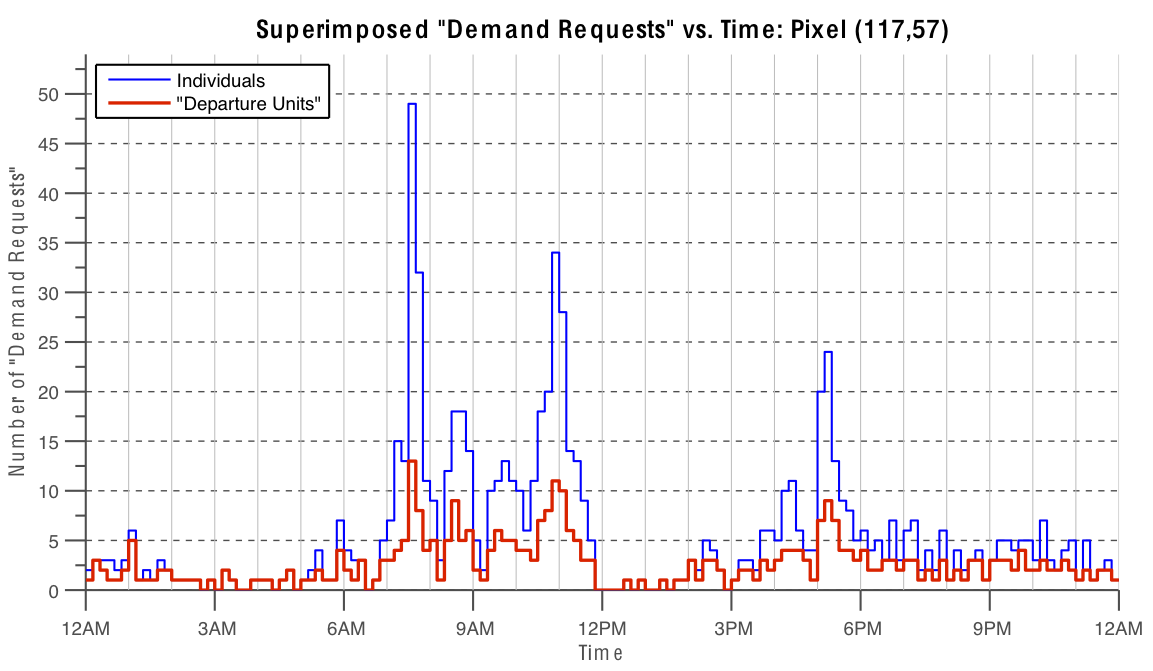 Superimposed "Demand Requests" vs. Time: Pixel (117,57)
Individuals
"Departure Units"
Number of "Demand Requests"
50
45
40
35
30
25
20
15
10
5
0
12AM 3AM 6AM 9AM 12PM 3PM 6PM 9PM 12AM
Time